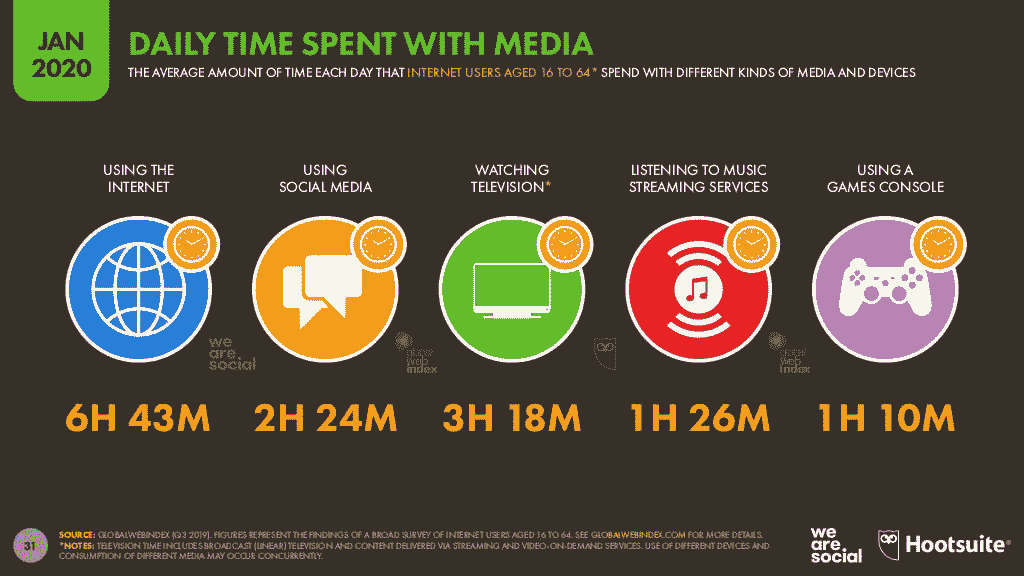 JAN
2020
DAILY TIME SPENT WITH MEDIA
THE AVERAGE AMOUNT OF TIME EACH DAY THAT INTERNET USERS AGED 16 TO 64* SPEND WITH DIFFERENT KINDS OF MEDIA AND DEVICES
USING THE
INTERNET
USING
SOCIAL MEDIA
WATCHING
TELEVISION*
LISTENING TO MUSIC
STREAMING SERVICES
USING A
GAMES CONSOLE
we
are.
social
global
web
index
global
web
index
6H 43M
2H 24M
3H 18M
1H 26M
1H 10M
31
SOURCE: GLOBALWEBINDEX (Q3 2019). FIGURES REPRESENT THE FINDINGS OF A BROAD SURVEY OF INTERNET USERS AGED 16 TO 64. SEE GLOBALWEBINDEX.COM FOR MORE DETAILS.
*NOTES: TELEVISION TIME INCLUDES BROADCAST (LINEAR) TELEVISION AND CONTENT DELIVERED VIA STREAMING AND VIDEO-ON-DEMAND SERVICES. USE OF DIFFERENT DEVICES AND
CONSUMPTION OF DIFFERENT MEDIA MAY OCCUR CONCURRENTLY.
we
are.
social
Hootsuite®